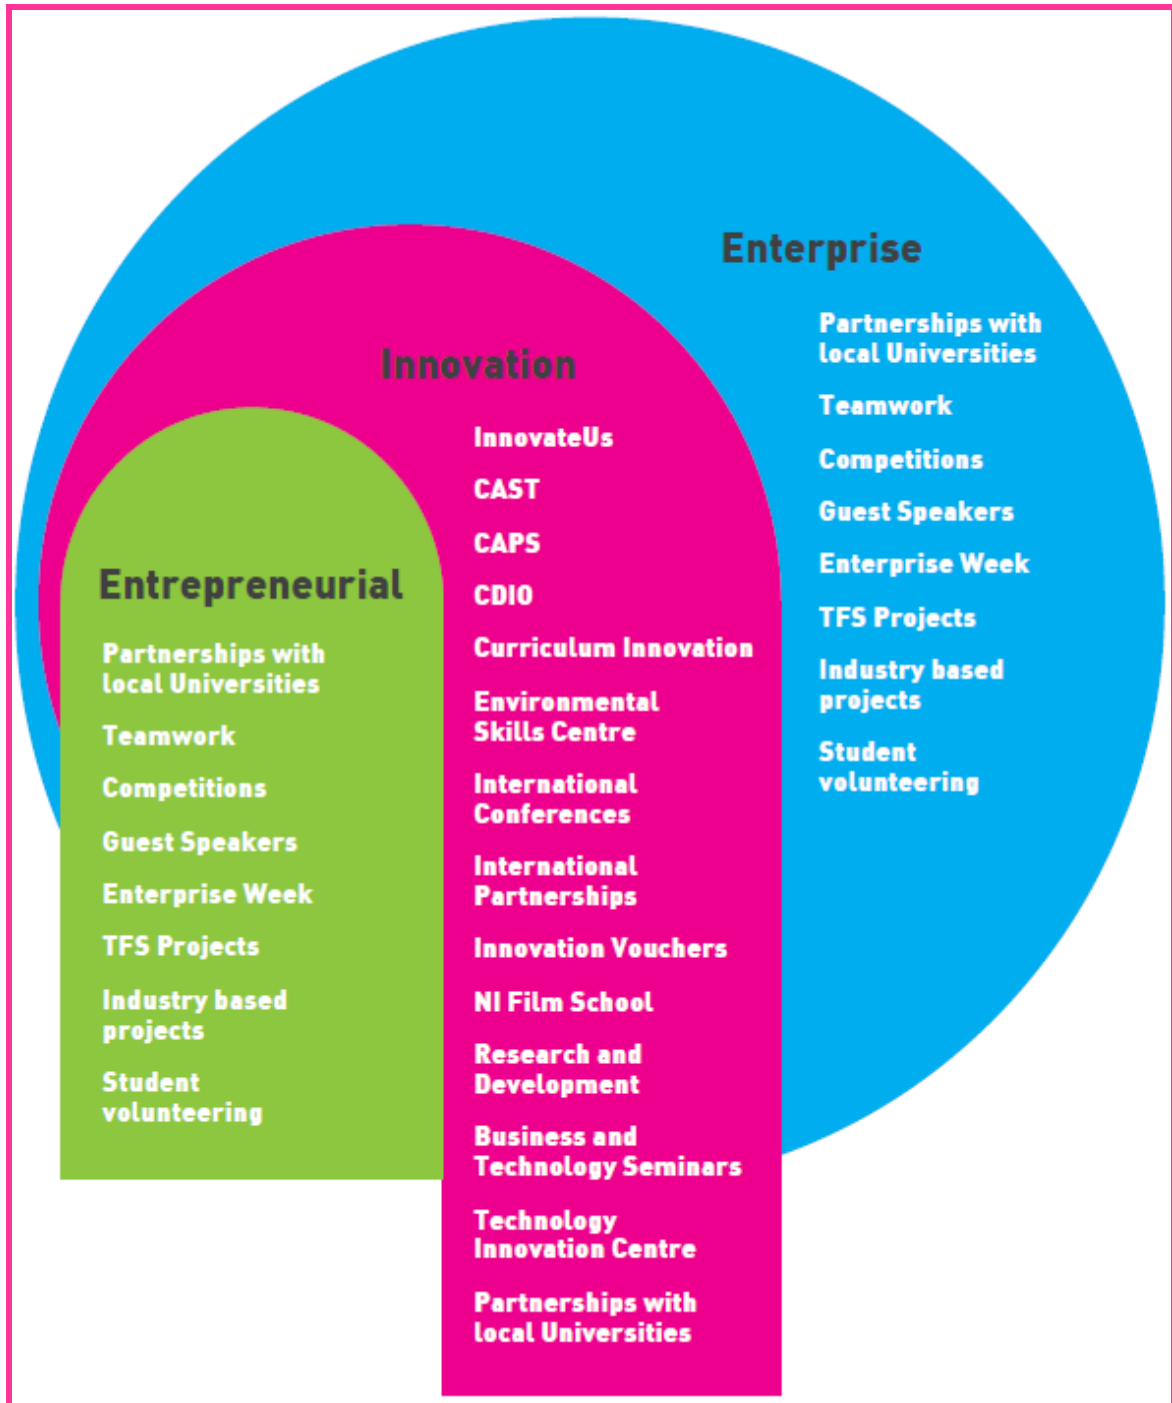 Enterprise
Partnerships with
local Universities
Teamwork
Competitions
Guest Speakers
Enterprise Week
TFS Projects
Industry based
projects
Student
volunteering
Innovation
InnovateUs
CAST
CAPS
CDIO
Curriculum Innovation
Environmental
Skills Centre
International
Conferences
International
Partnerships
Innovation Vouchers
NI Film School
Research and
Development
Business and
Technology Seminars
Technology
Innovation Centre
Partnerships with
local Universities
Entrepreneurial
Partnerships with
local Universities
Teamwork
Competitions
Guest Speakers
Enterprise Week
TFS Projects
Industry based
projects
Student
volunteering